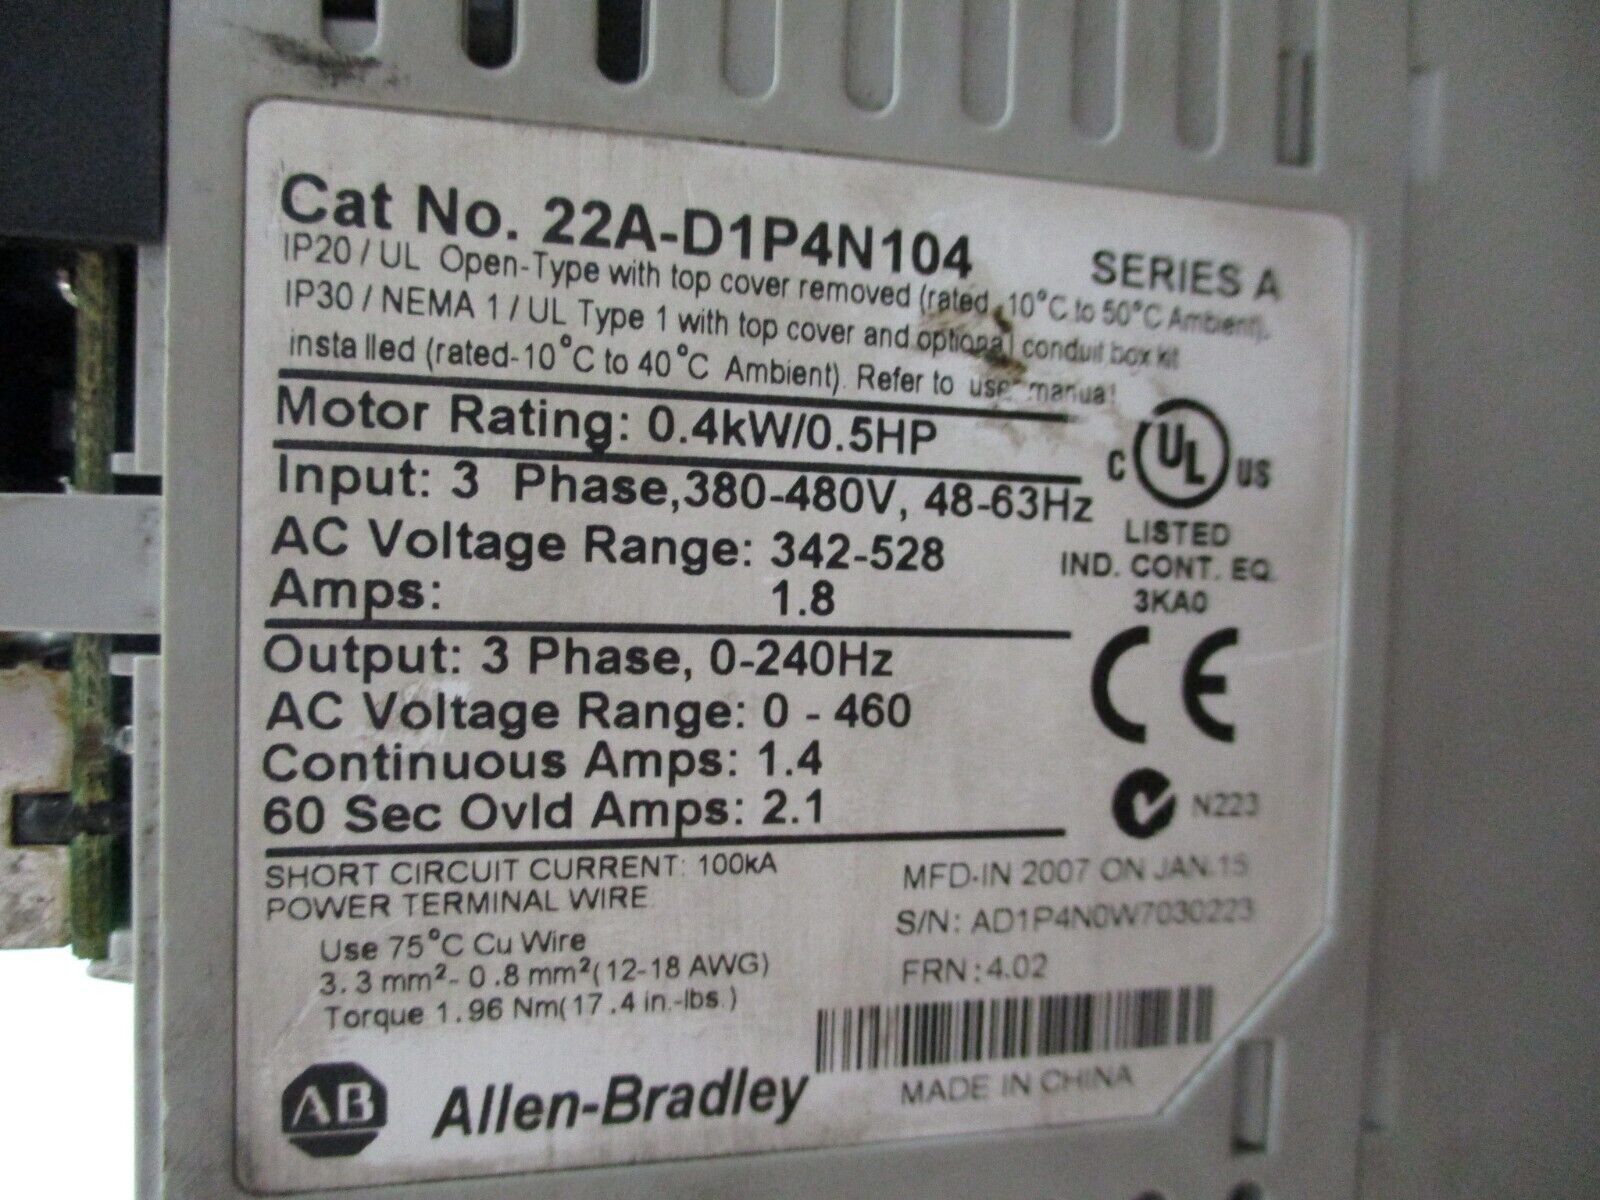 Cat No. 22A-D1P4N104
SERIES A
IP20 / UL Open-Type with top cover removed (rated -10°C to 50°C Ambient).
IP30 / NEMA 1 / UL Type 1 with top cover and optional conduit box kit
installed (rated-10°C to 40°C Ambient). Refer to user manual
Motor Rating: 0.4kW/0.5HP
Input: 3 Phase,380-480V, 48-63Hz
AC Voltage Range: 342-528
Amps: 1.8
C UL US
LISTED
IND. CONT. EQ.
3KA0
Output: 3 Phase, 0-240Hz
AC Voltage Range: 0 - 460
Continuous Amps: 1.4
60 Sec Ovld Amps: 2.1
CE
N223
SHORT CIRCUIT CURRENT: 100kA
POWER TERMINAL WIRE
Use 75°C Cu Wire
3.3 mm²- 0.8 mm²(12-18 AWG)
Torque 1.96 Nm(17.4 in.-lbs.)
MFD-IN 2007 ON JAN-15
S/N: AD1P4N0W7030223
FRN:4.02
MADE IN CHINA
AB Allen-Bradley